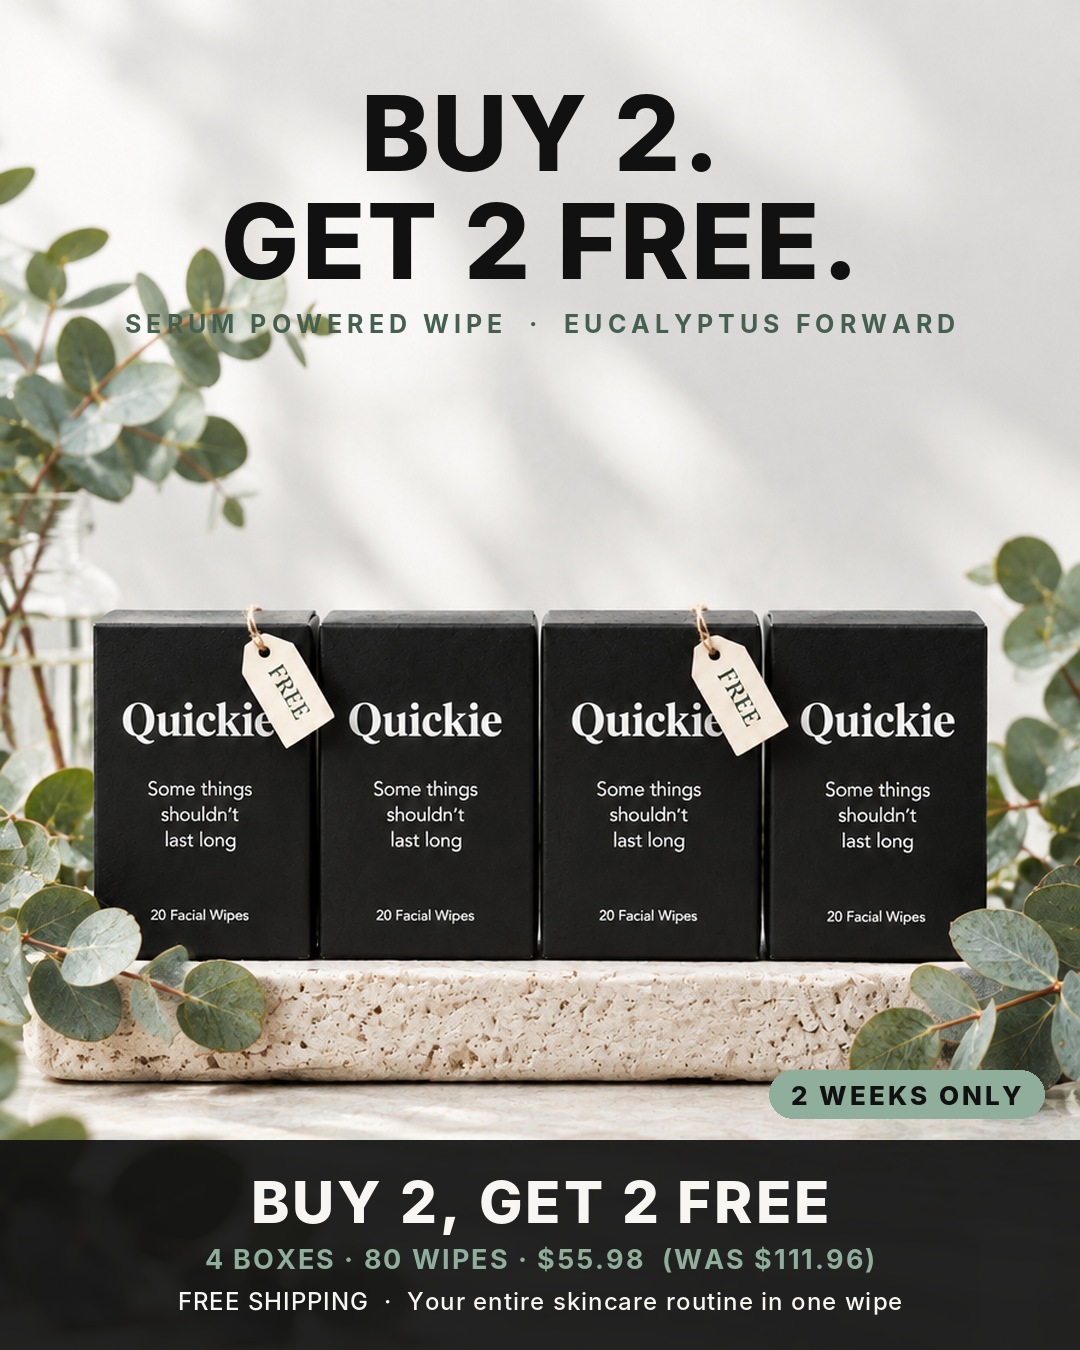 BUY 2.
GET 2 FREE.
SERUM POWERED WIPE · EUCALYPTUS FORWARD
FREE
FREE
Quickie
Quickie
Quickie
Quickie
Some things
shouldn't
last long
Some things
shouldn't
last long
Some things
shouldn't
last long
Some things
shouldn't
last long
20 Facial Wipes
20 Facial Wipes
20 Facial Wipes
20 Facial Wipes
2 WEEKS ONLY
BUY 2, GET 2 FREE
4 BOXES · 80 WIPES · $55.98 (WAS $111.96)
FREE SHIPPING · Your entire skincare routine in one wipe